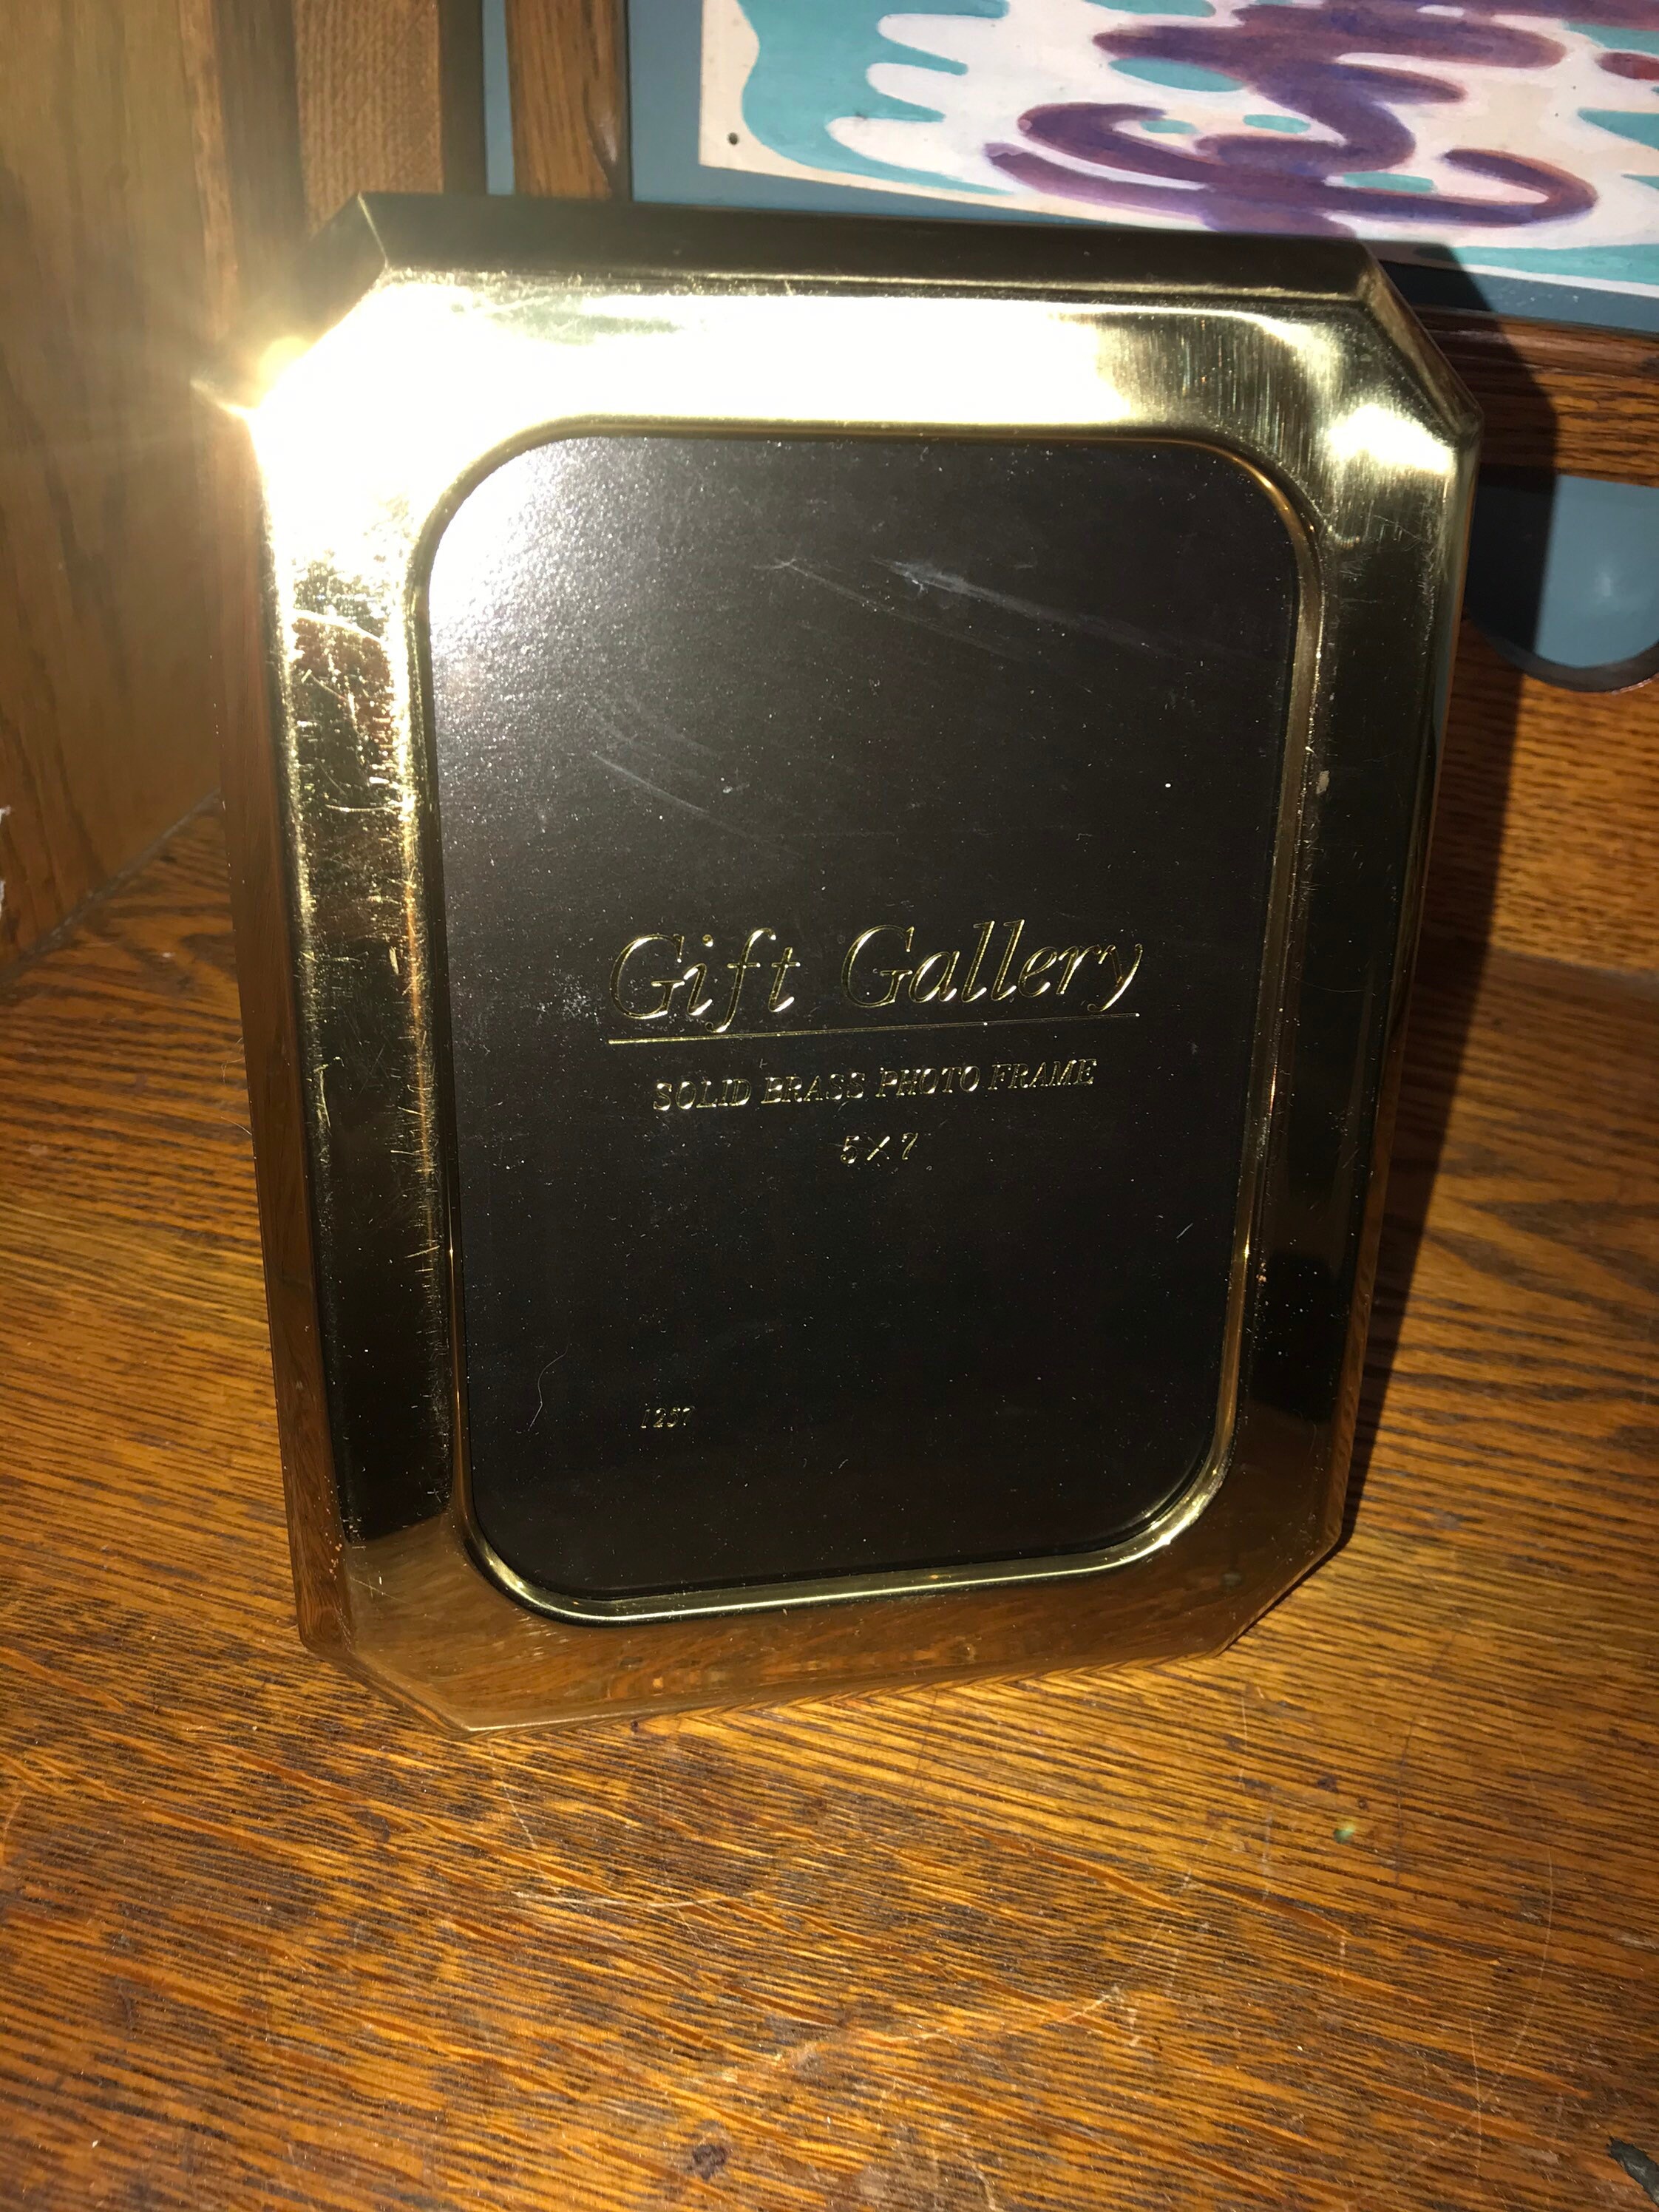 Gift Gallery
SOLID BRASS PHOTO FRAME
5 X 7
1257